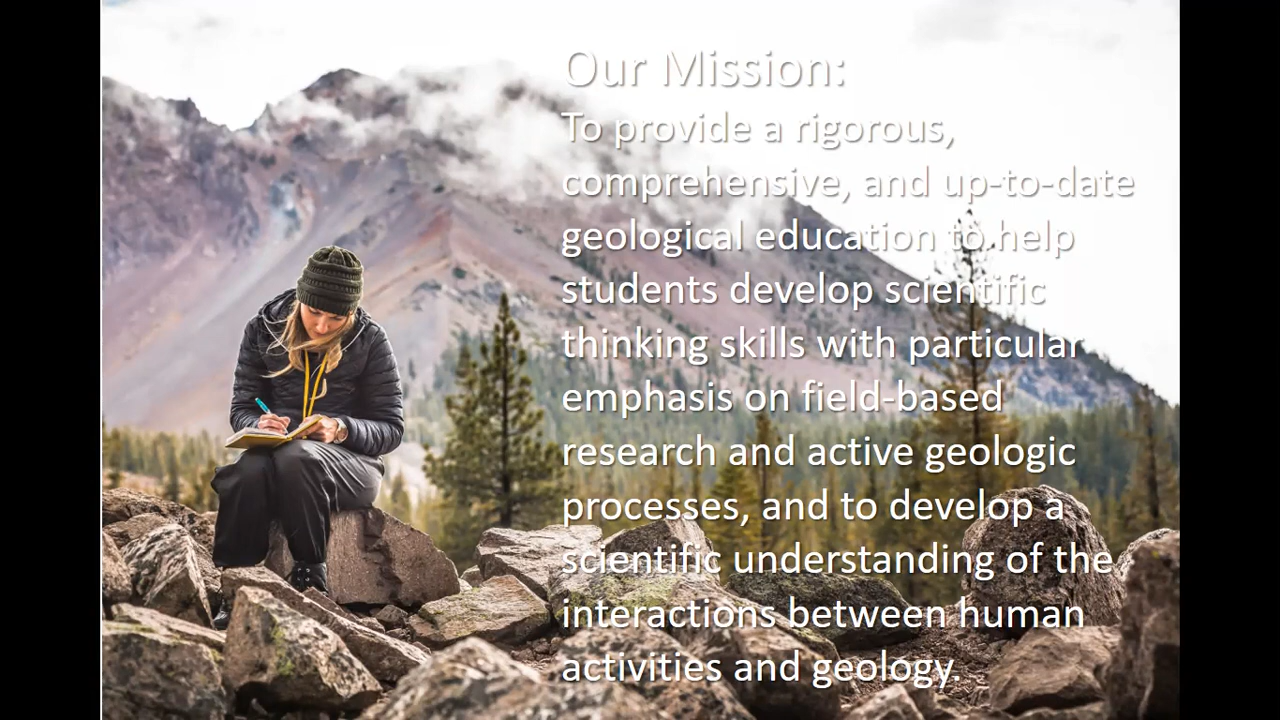 Our Mission:
To provide a rigorous,
comprehensive, and up-to-date
geological education to help
students develop scientific
thinking skills with particular
emphasis on field-based
research and active geologic
processes, and to develop a
scientific understanding of the
interactions between human
activities and geology.